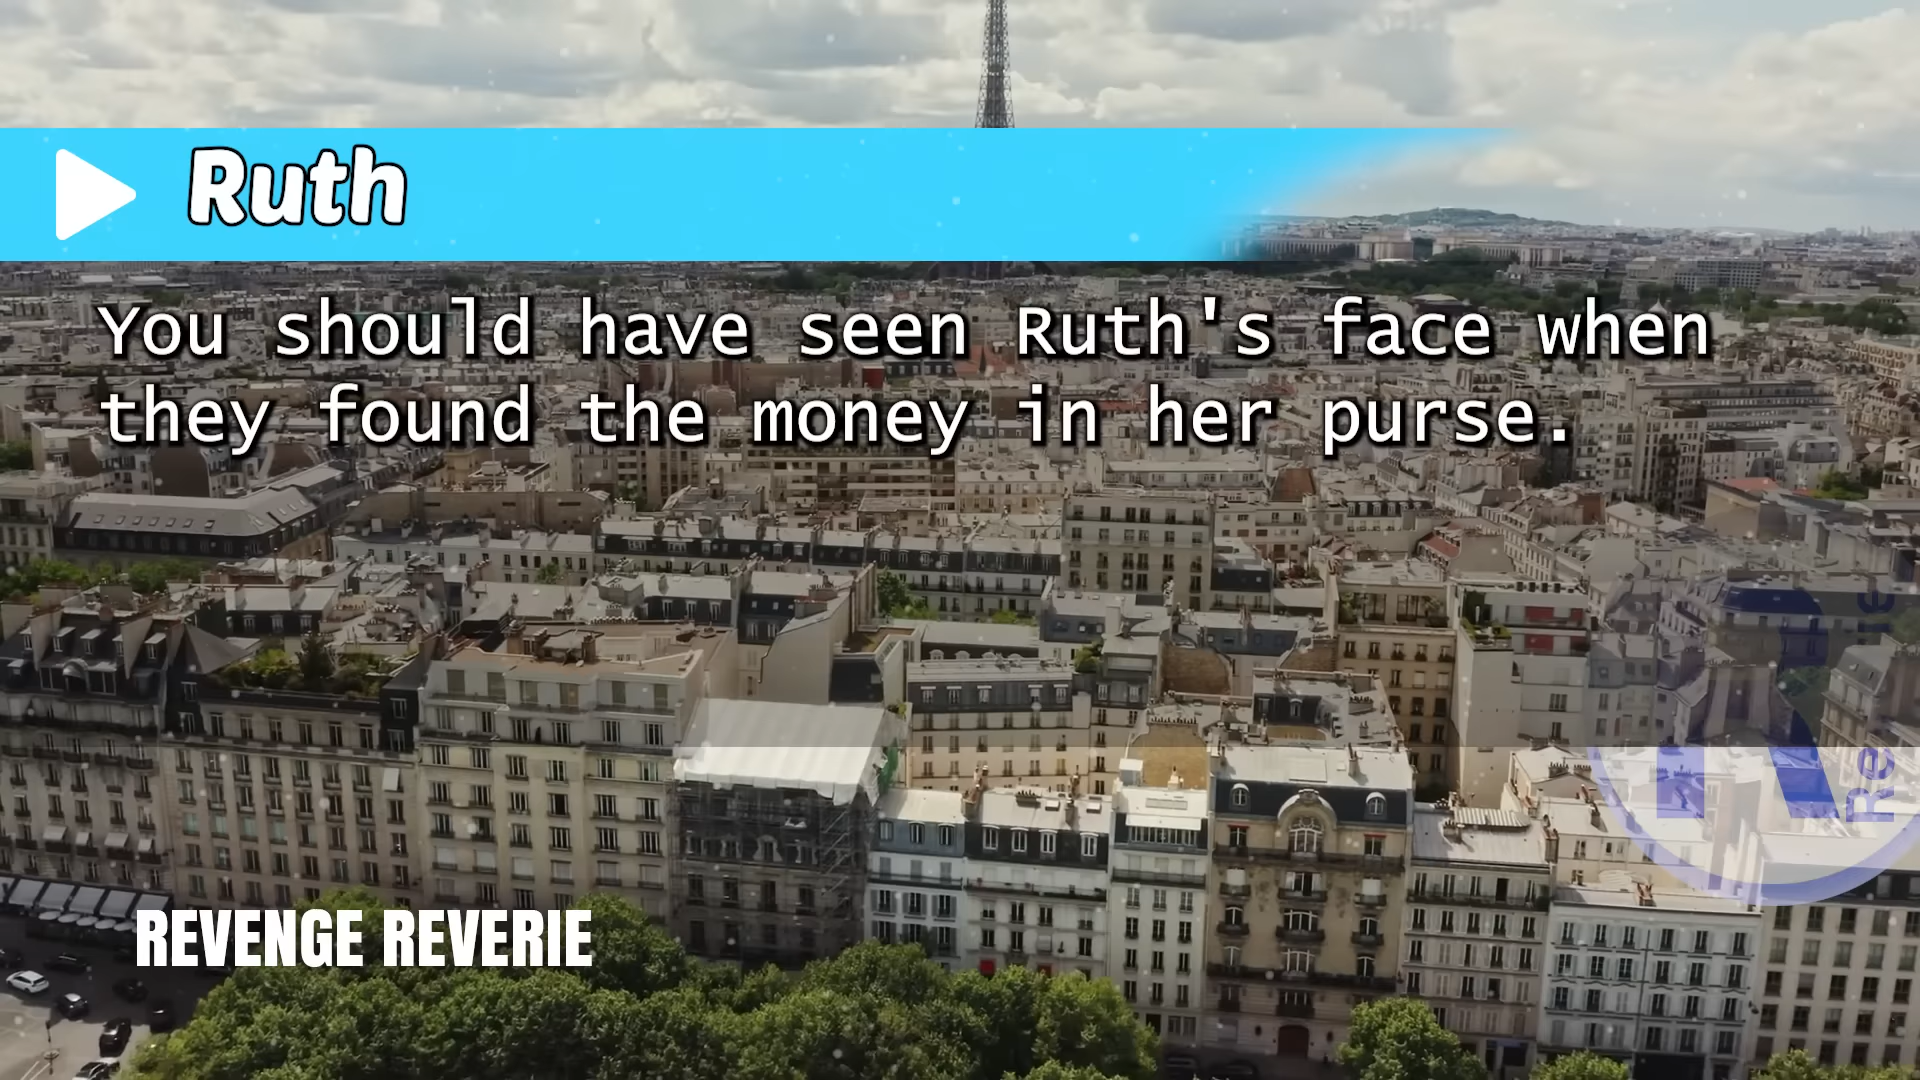 Ruth
You should have seen Ruth's face when
they found the money in her purse.
REVENGE REVERIE